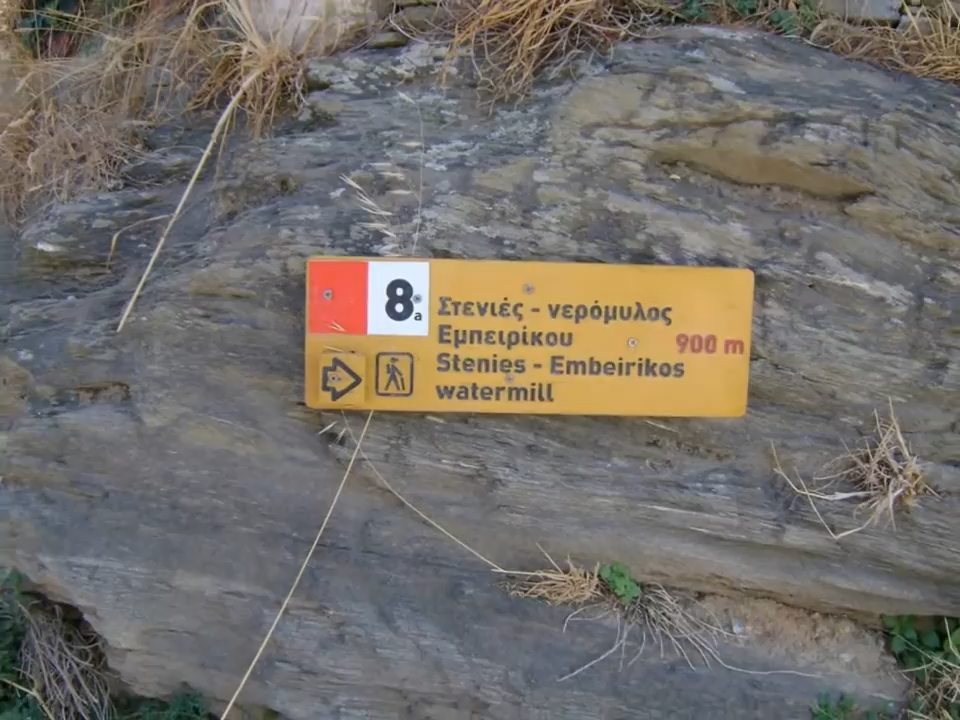 8a
Στενιές - νερόμυλος
Εμπειρίκου
900 m
Stenies - Embeirikos
watermill